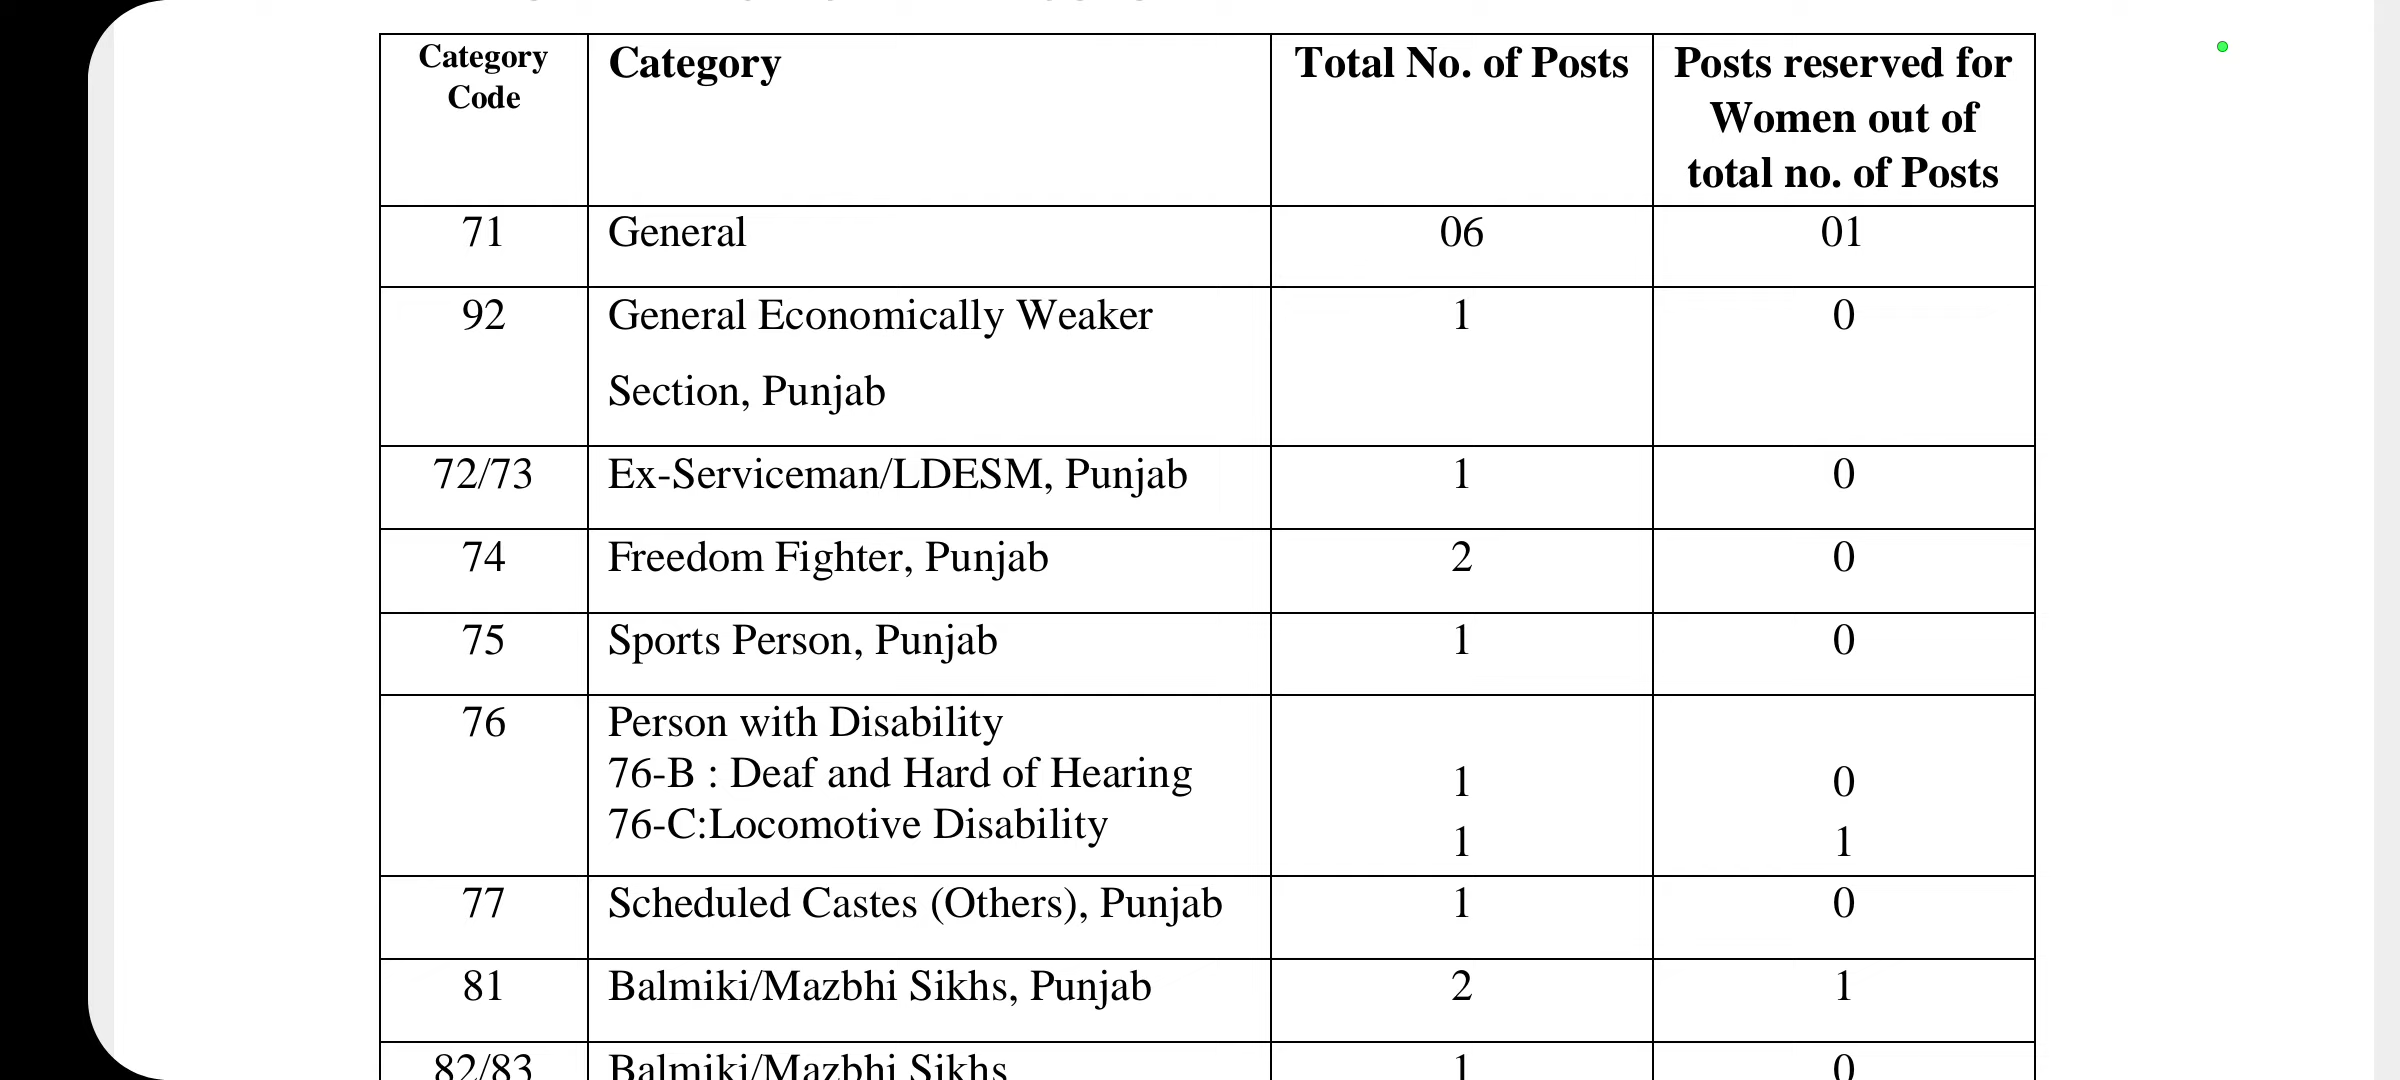 Category Code
Category
Total No. of Posts
Posts reserved for
Women out of
total no. of Posts
71 General 06 01
92 General Economically Weaker 1 0
Section, Punjab
72/73 Ex-Serviceman/LDESM, Punjab 1 0
74 Freedom Fighter, Punjab 2 0
75 Sports Person, Punjab 1 0
76 Person with Disability
76-B : Deaf and Hard of Hearing 1 0
76-C:Locomotive Disability 1 1
77 Scheduled Castes (Others), Punjab 1 0
81 Balmiki/Mazbhi Sikhs, Punjab 2 1
82/83 Balmiki/Mazbhi Sikhs 1 0